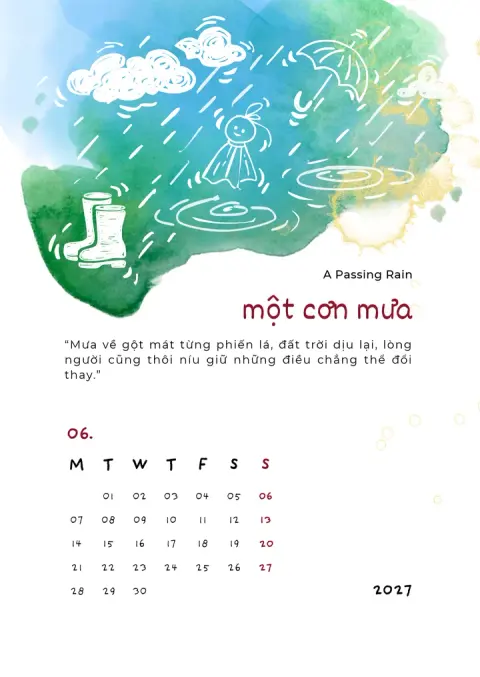 A Passing Rain
một cơn mưa
“Mưa về gột mát từng phiến lá, đất trời dịu lại, lòng
người cũng thôi níu giữ những điều chẳng thể đổi
thay.”
06.
M T W T F S S
01 02 03 04 05 06
07 08 09 10 11 12 13
14 15 16 17 18 19 20
21 22 23 24 25 26 27
28 29 30
2027